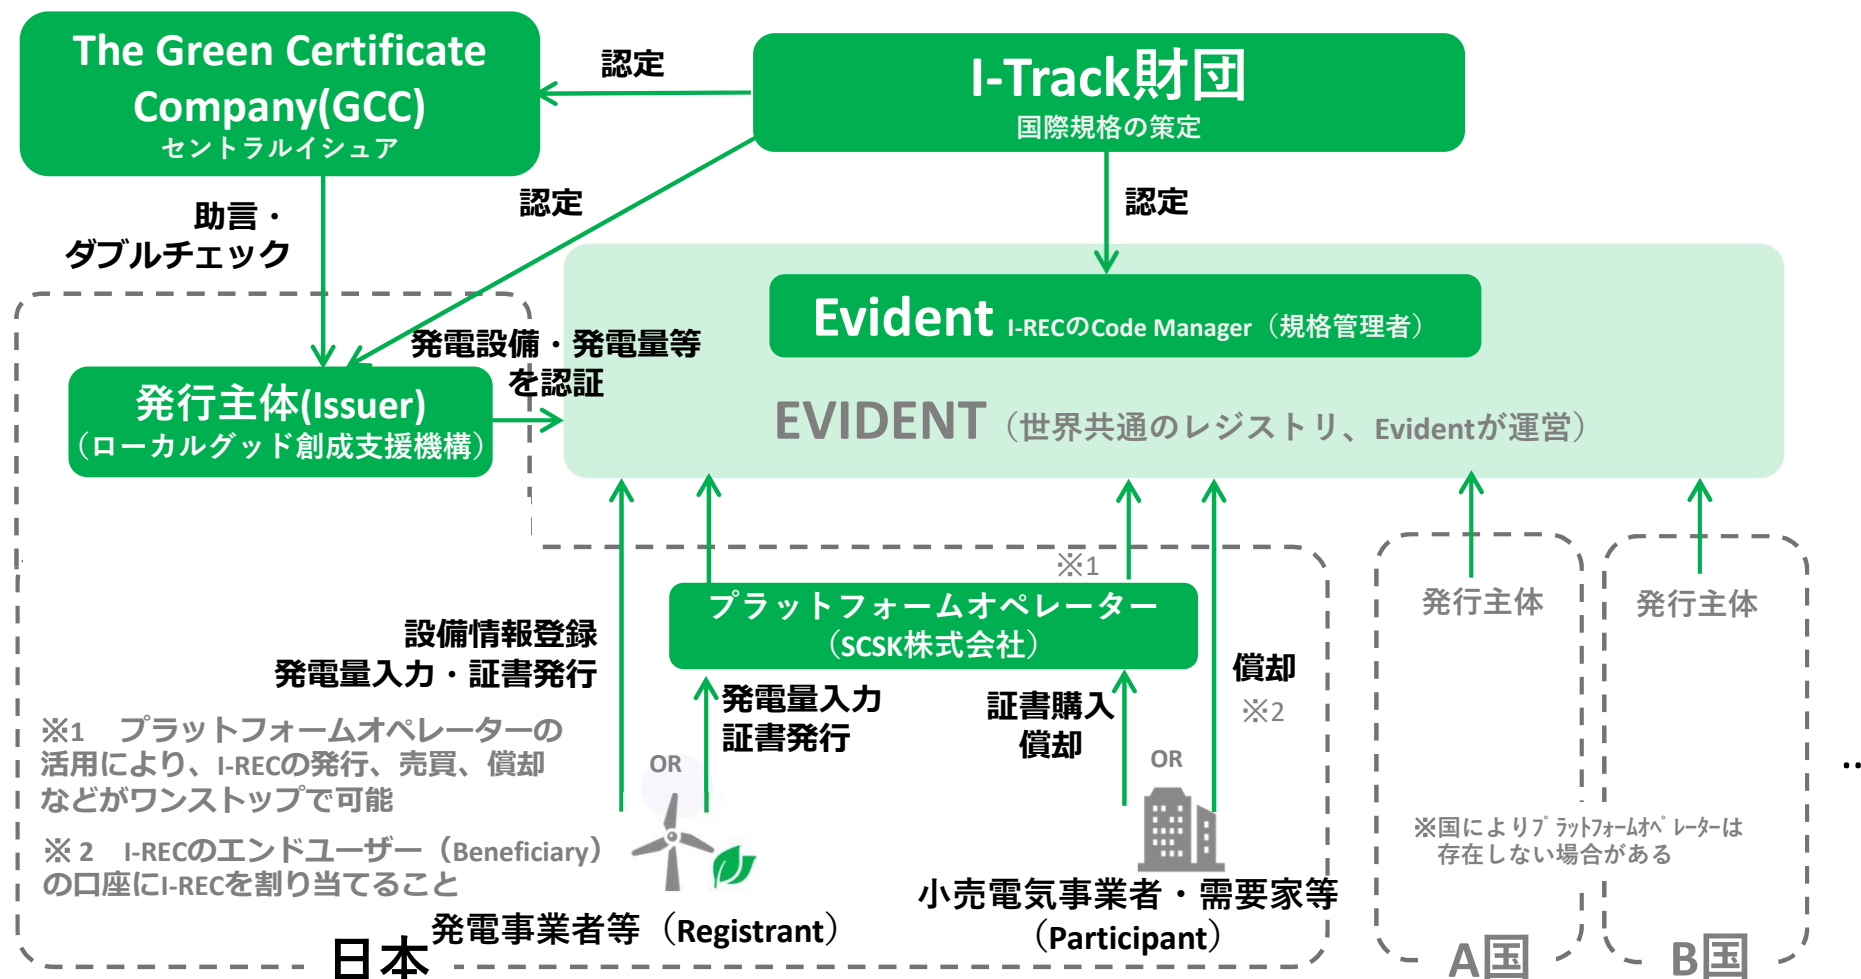 The Green Certificate
Company(GCC)
セントラルイシュア
認定
I-Track財団
国際規格の策定
助言・
ダブルチェック
認定
認定
Evident I-RECのCode Manager（規格管理者）
発電設備・発電量等
を認証
発行主体(Issuer)
（ローカルグッド創成支援機構）
EVIDENT（世界共通のレジストリ、Evidentが運営）
※1
プラットフォームオペレーター
（SCSK株式会社）
発行主体
発行主体
設備情報登録
発電量入力・証書発行
発電量入力
証書発行
証書購入
償却
償却
※2
※1　プラットフォームオペレーターの
活用により、I-RECの発行、売買、償却
などがワンストップで可能
OR
OR
…
※国によりプラットフォームオペレーターは
存在しない場合がある
※２　I-RECのエンドユーザー（Beneficiary）
の口座にI-RECを割り当てること
発電事業者等（Registrant）
小売電気事業者・需要家等
（Participant）
日本
A国
B国